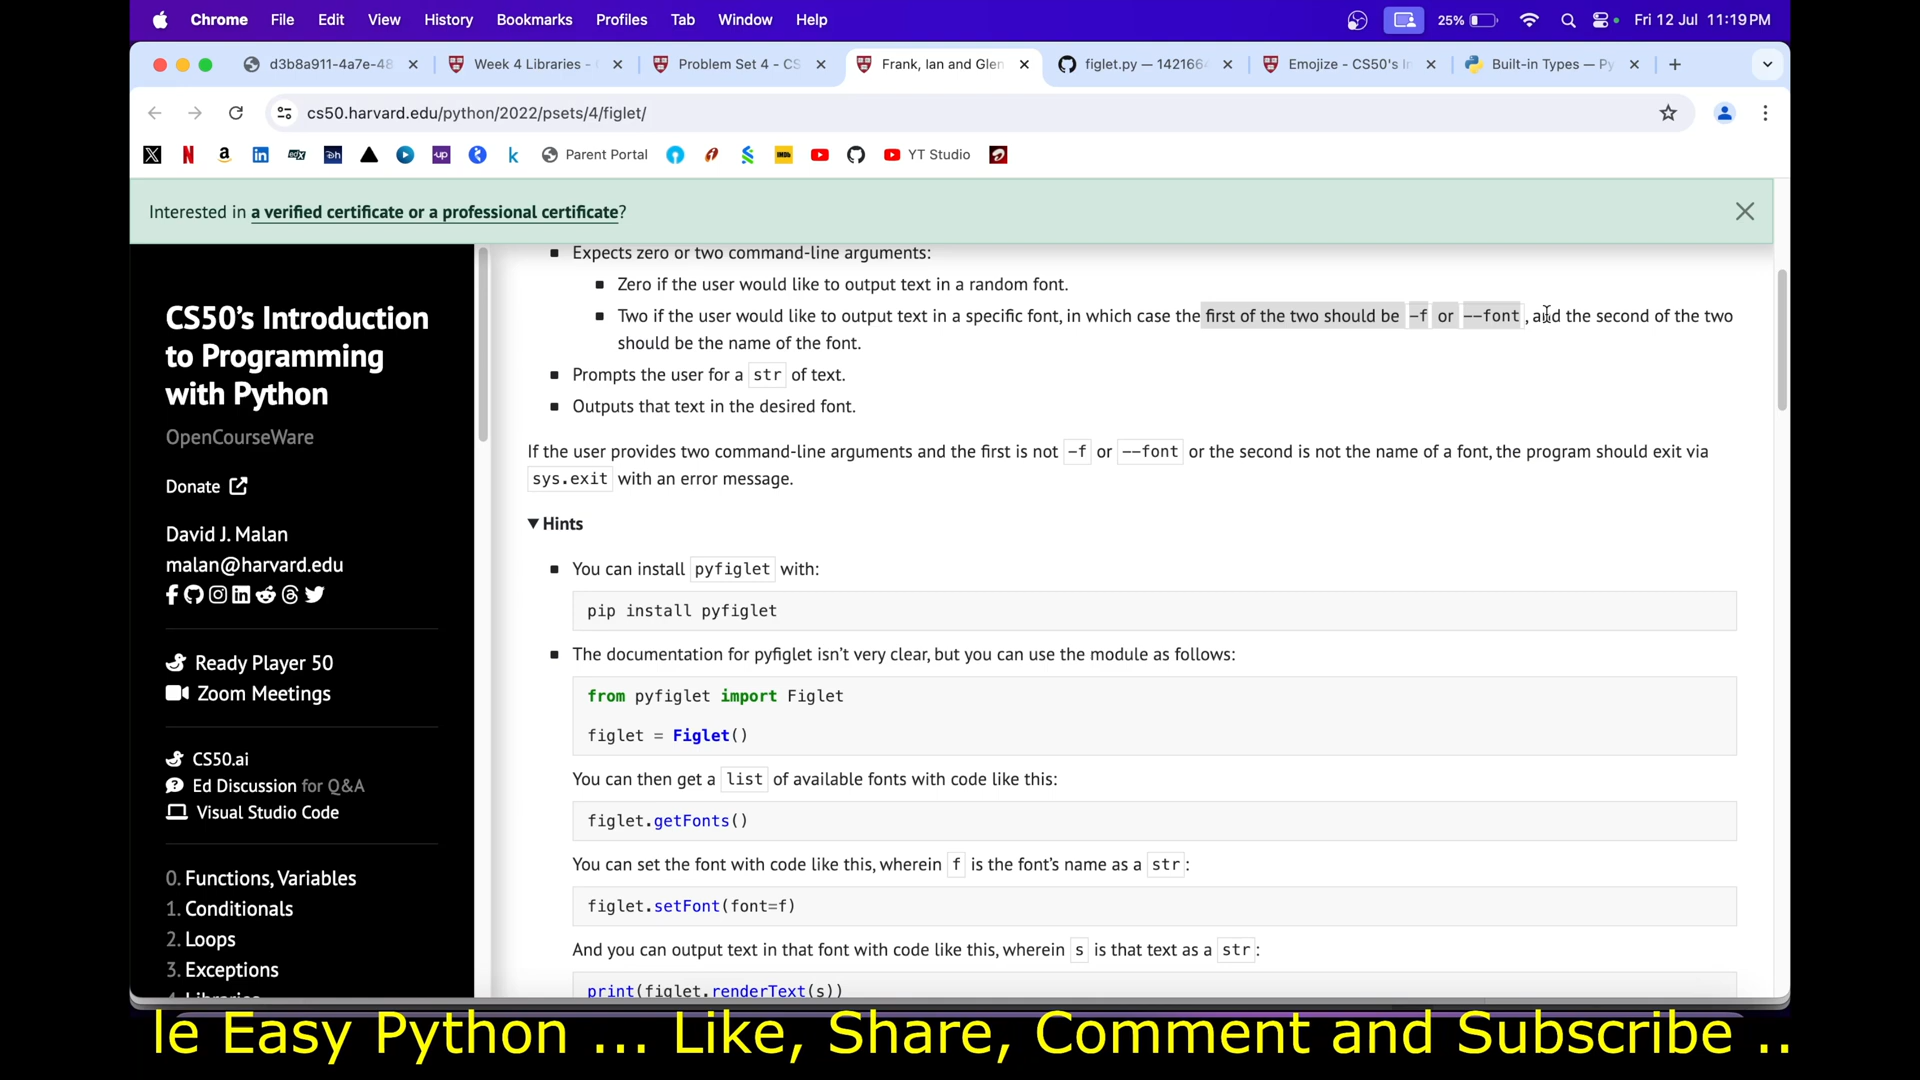 Chrome File Edit View History Bookmarks Profiles Tab Window Help 25% Fri 12 Jul 11:19 PM
d3b8a911-4a7e-48 Week 4 Libraries - Problem Set 4 - CS Frank, Ian and Glen figlet.py — 142166 Emojize - CS50's In Built-in Types — Py
cs50.harvard.edu/python/2022/psets/4/figlet/
Parent Portal YT Studio
Interested in a verified certificate or a professional certificate?
CS50's Introduction
to Programming
with Python
OpenCourseWare
Donate
David J. Malan
malan@harvard.edu
Ready Player 50
Zoom Meetings
CS50.ai
Ed Discussion for Q&A
Visual Studio Code
0. Functions, Variables
1. Conditionals
2. Loops
3. Exceptions
4. Libraries
Expects zero or two command-line arguments:
Zero if the user would like to output text in a random font.
Two if the user would like to output text in a specific font, in which case the first of the two should be -f or --font, and the second of the two
should be the name of the font.
Prompts the user for a str of text.
Outputs that text in the desired font.
If the user provides two command-line arguments and the first is not -f or --font or the second is not the name of a font, the program should exit via
sys.exit with an error message.
Hints
You can install pyfiglet with:
pip install pyfiglet
The documentation for pyfiglet isn't very clear, but you can use the module as follows:
from pyfiglet import Figlet
figlet = Figlet()
You can then get a list of available fonts with code like this:
figlet.getFonts()
You can set the font with code like this, wherein f is the font's name as a str:
figlet.setFont(font=f)
And you can output text in that font with code like this, wherein s is that text as a str:
print(figlet.renderText(s))
le Easy Python ... Like, Share, Comment and Subscribe ..